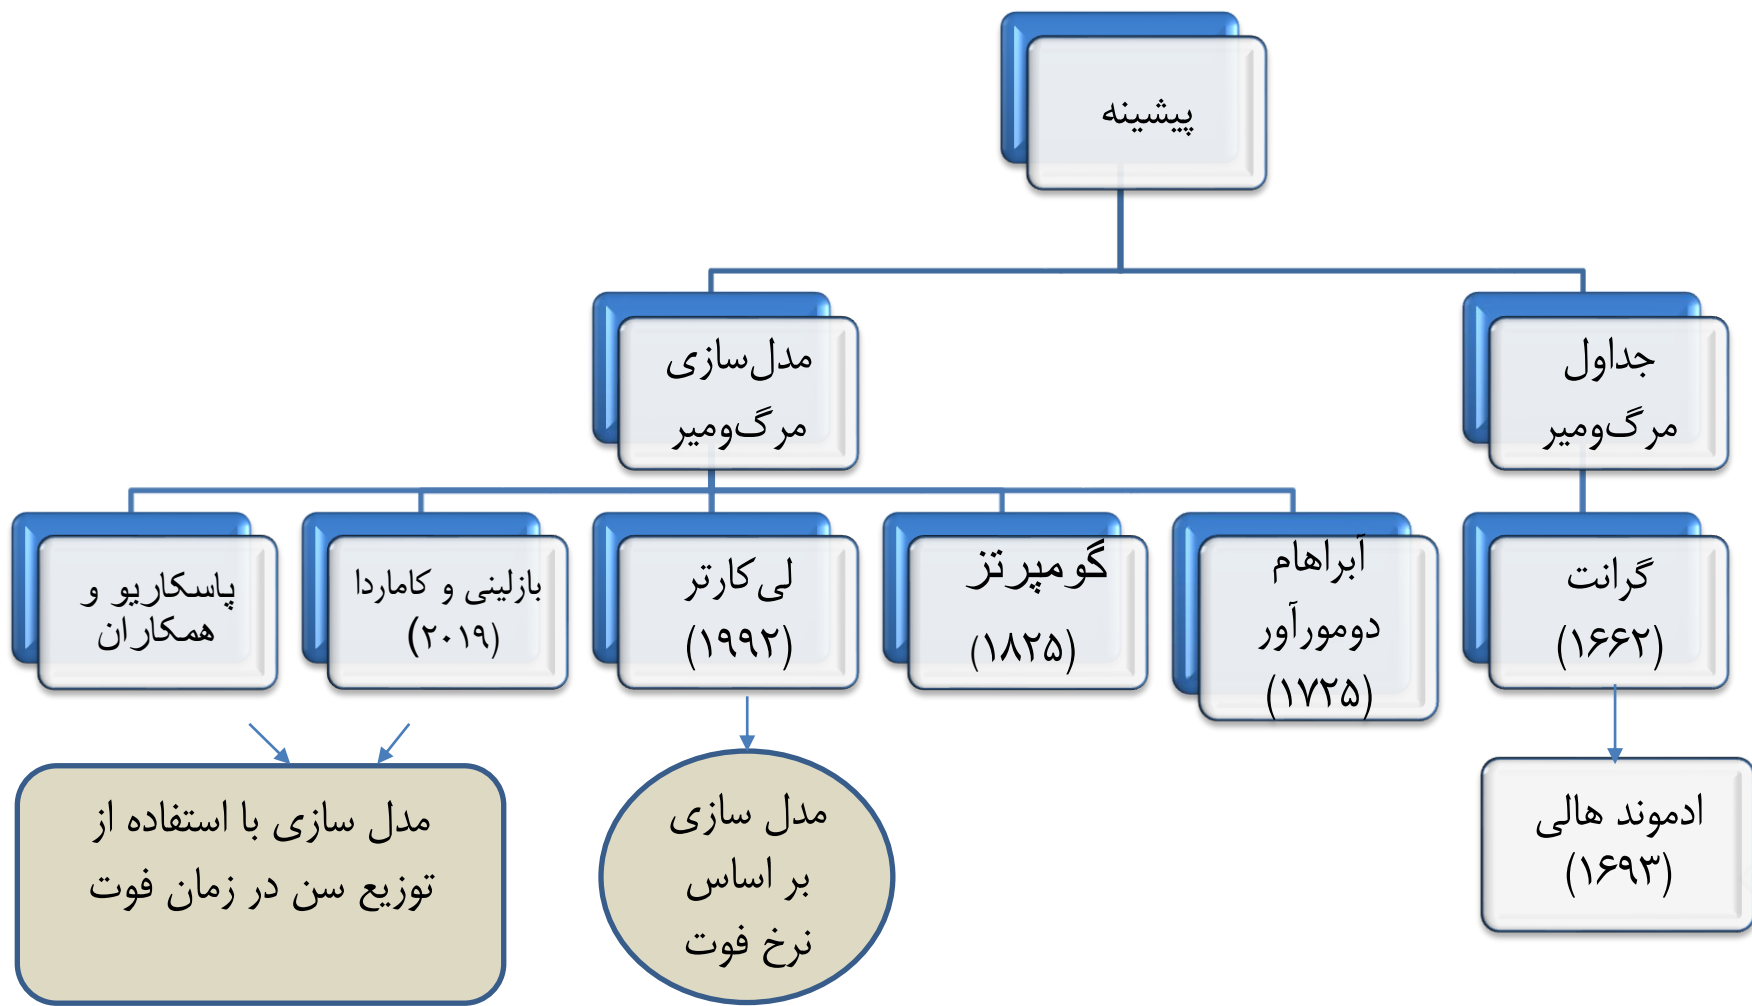 پیشینه
جداول
مرگ‌ومیر
مدل‌سازی
مرگ‌ومیر
گرانت
(۱۶۶۲)
آبراهام
دومورآور
(۱۷۲۵)
گومپرتز
(۱۸۲۵)
لی‌کارتر
(۱۹۹۲)
بازلینی و کاماردا
(۲۰۱۹)
پاسکاریو و
همکاران
ادموند هالی
(۱۶۹۳)
مدل سازی
بر اساس
نرخ فوت
مدل سازی با استفاده از
توزیع سن در زمان فوت